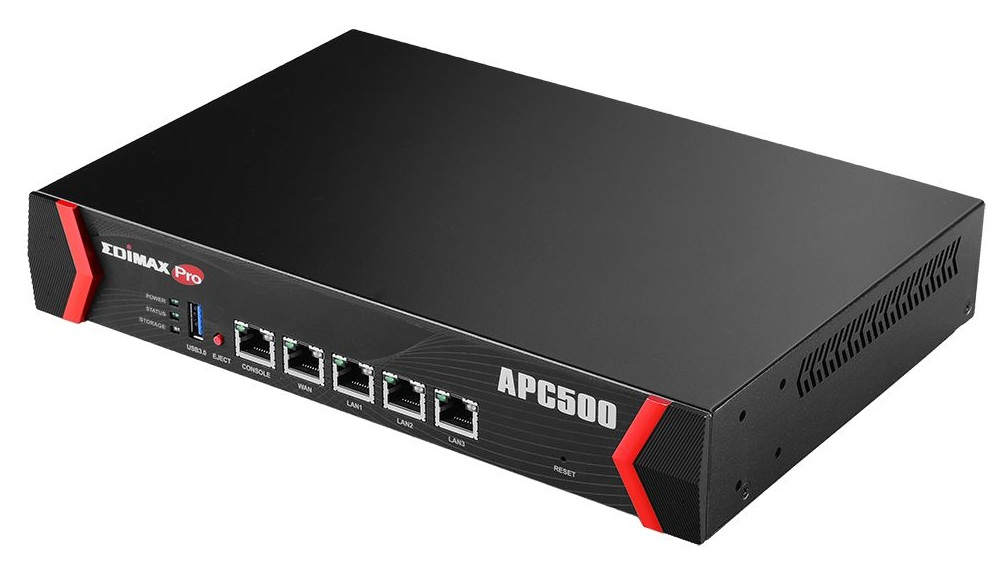 EDIMAX Pro
POWER
STATUS
STORAGE
USB3.0
EJECT
CONSOLE
WAN
LAN1
LAN2
LAN3
APC500
RESET